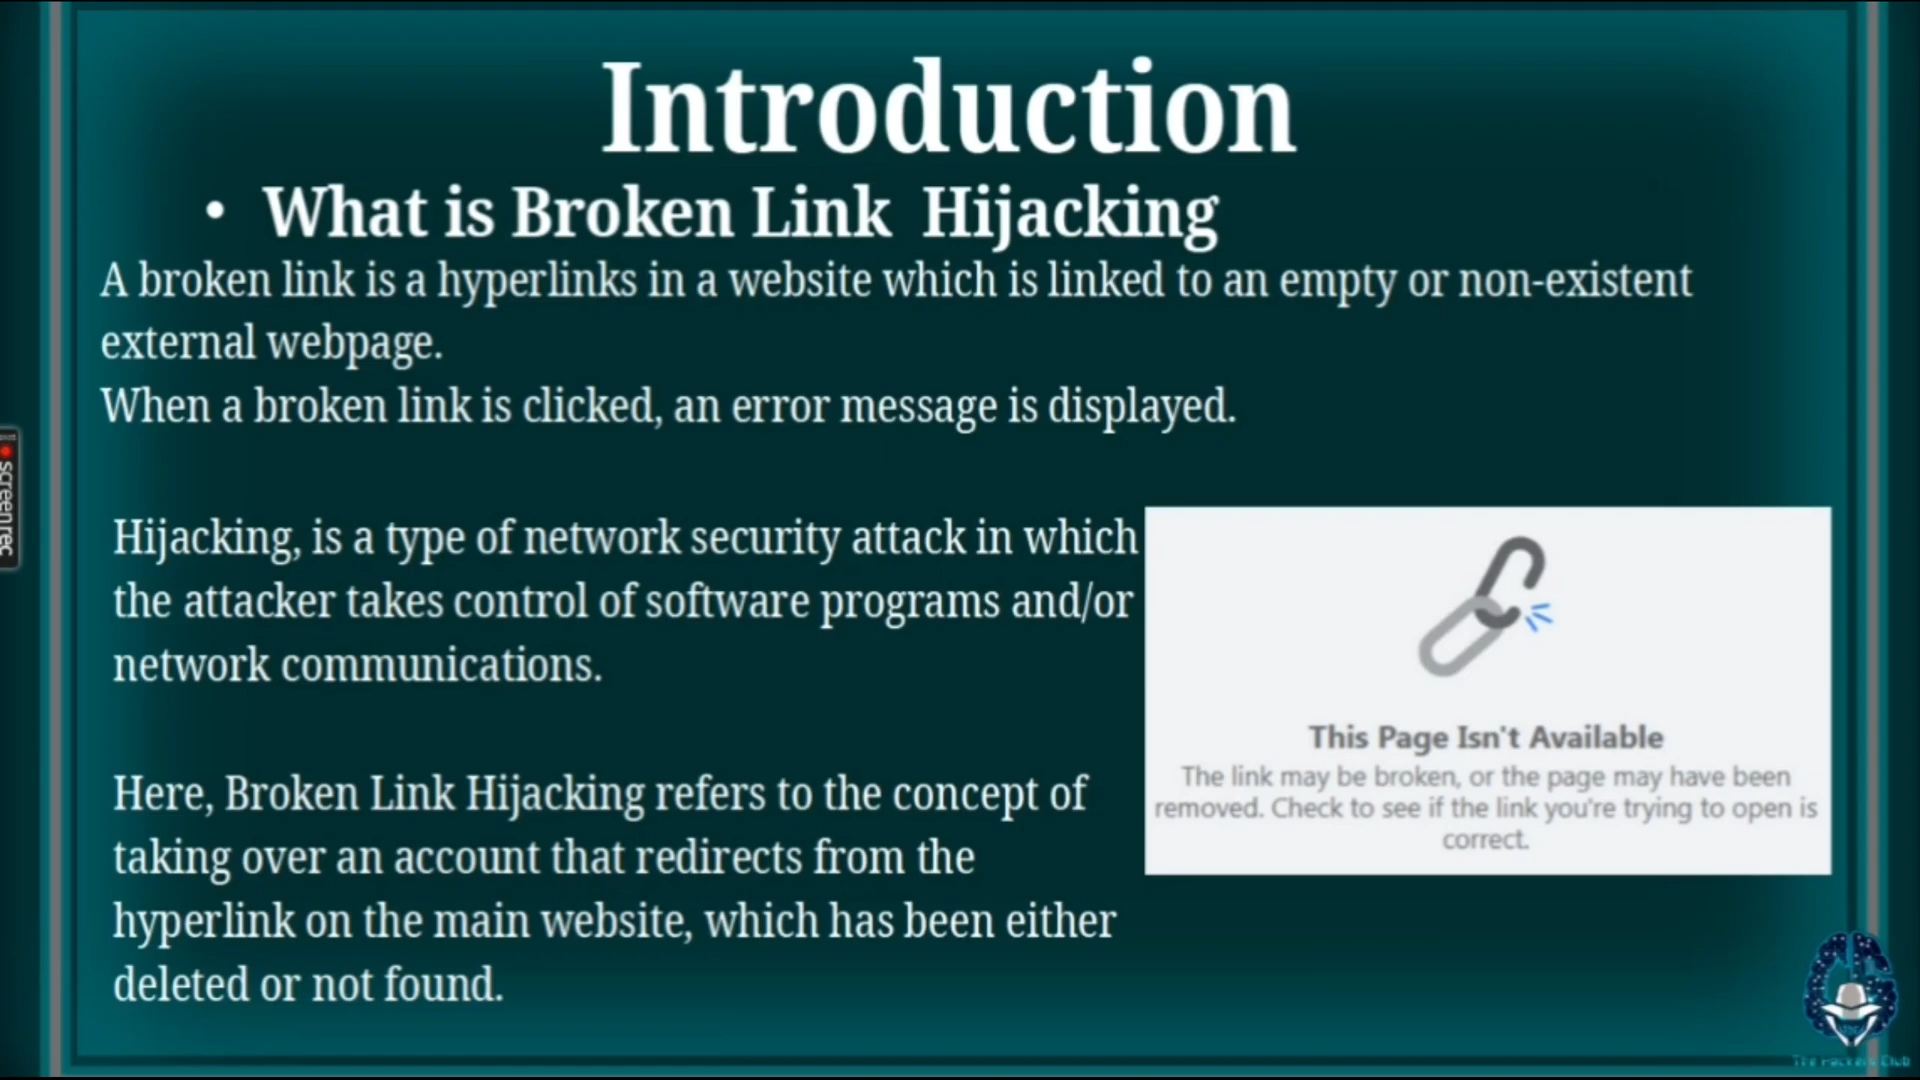 Introduction
• What is Broken Link Hijacking
A broken link is a hyperlinks in a website which is linked to an empty or non-existent
external webpage.
When a broken link is clicked, an error message is displayed.
Hijacking, is a type of network security attack in which
the attacker takes control of software programs and/or
network communications.
Here, Broken Link Hijacking refers to the concept of
taking over an account that redirects from the
hyperlink on the main website, which has been either
deleted or not found.
This Page Isn't Available
The link may be broken, or the page may have been
removed. Check to see if the link you're trying to open is
correct.
screenrec
The Hackers Club